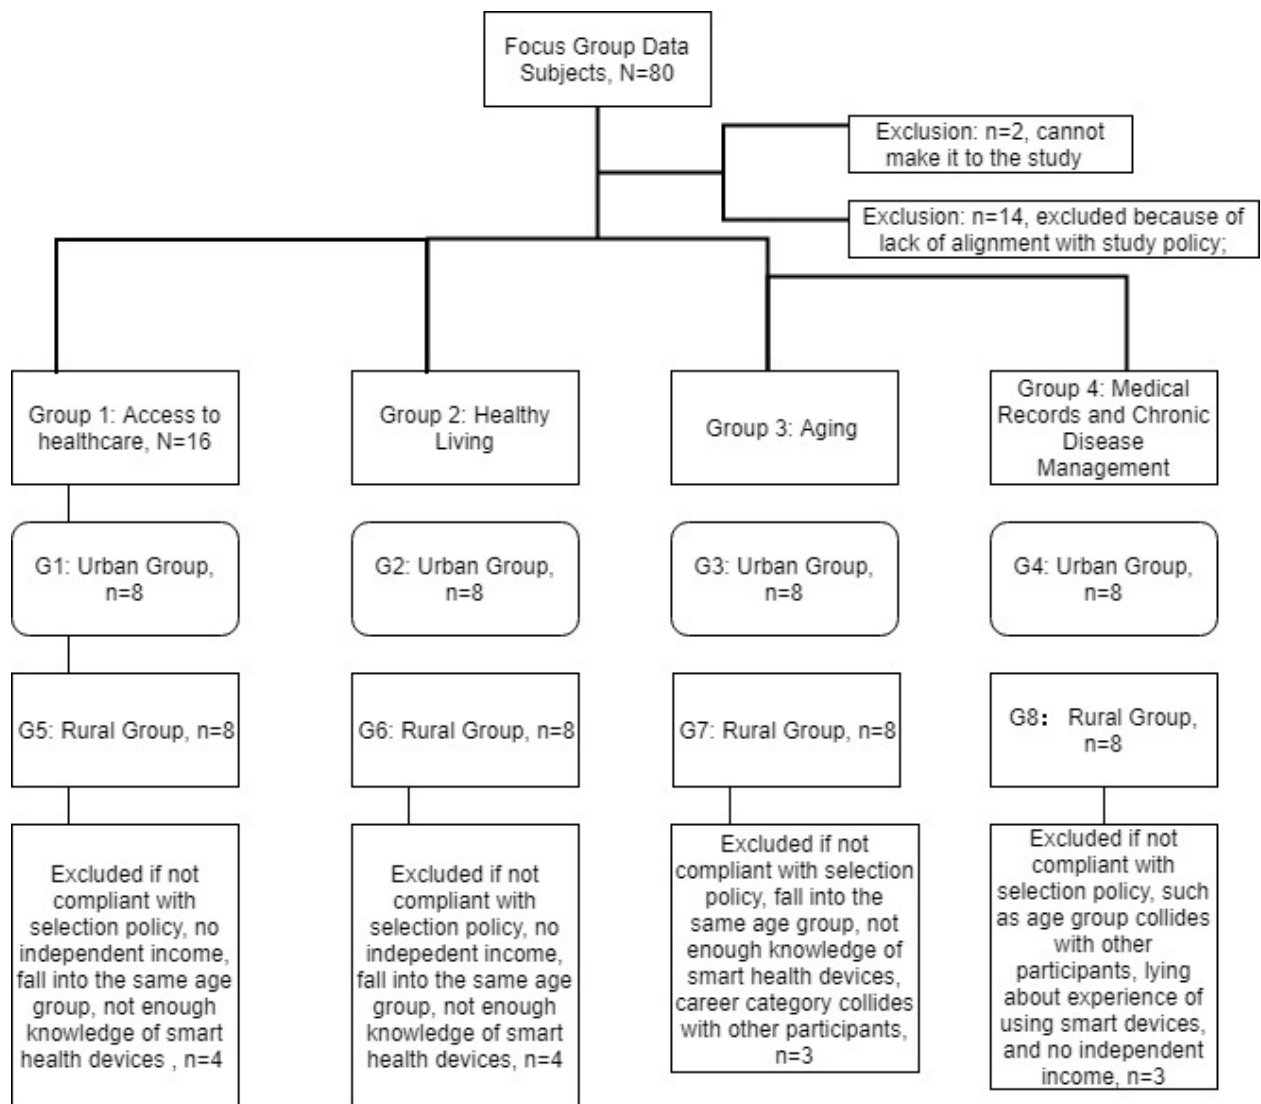 Focus Group Data
Subjects, N=80
Exclusion: n=2, cannot
make it to the study
Exclusion: n=14, excluded because of
lack of alignment with study policy;
Group 1: Access to
healthcare, N=16
Group 2: Healthy
Living
Group 3: Aging
Group 4: Medical
Records and Chronic
Disease
Management
G1: Urban Group,
n=8
G2: Urban Group,
n=8
G3: Urban Group,
n=8
G4: Urban Group,
n=8
G5: Rural Group, n=8
G6: Rural Group, n=8
G7: Rural Group, n=8
G8： Rural Group,
n=8
Excluded if not
compliant with
selection policy, no
independent income,
fall into the same age
group, not enough
knowledge of smart
health devices , n=4
Excluded if not
compliant with
selection policy, no
indepedent income,
fall into the same age
group, not enough
knowledge of smart
health devices, n=4
Excluded if not
compliant with selection
policy, fall into the
same age group, not
enough knowledge of
smart health devices,
career category collides
with other participants,
n=3
Excluded if not
compliant with
selection policy, such
as age group collides
with other
participants, lying
about experience of
using smart devices,
and no independent
income, n=3